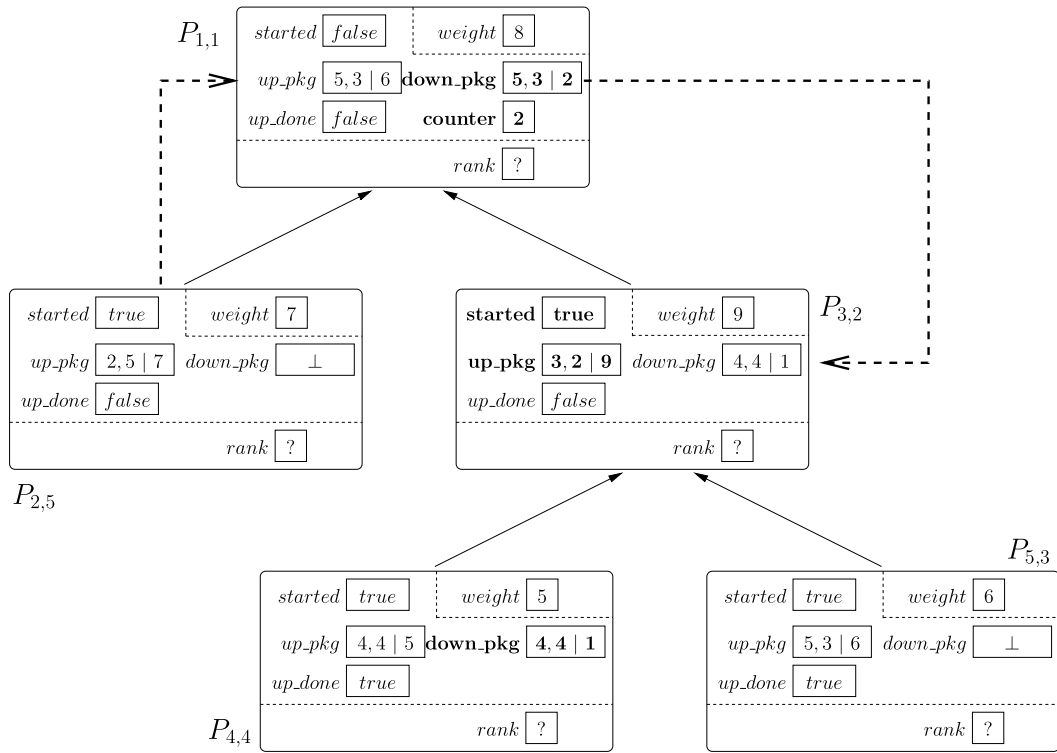 P1,1
started false weight 8
up_pkg 5, 3 | 6 down_pkg 5, 3 | 2
up_done false counter 2
rank ?
started true weight 7
up_pkg 2, 5 | 7 down_pkg ⊥
up_done false
rank ?
P2,5
started true weight 9
P3,2
up_pkg 3, 2 | 9 down_pkg 4, 4 | 1
up_done false
rank ?
started true weight 5
up_pkg 4, 4 | 5 down_pkg 4, 4 | 1
up_done true
rank ?
P4,4
P5,3
started true weight 6
up_pkg 5, 3 | 6 down_pkg ⊥
up_done true
rank ?